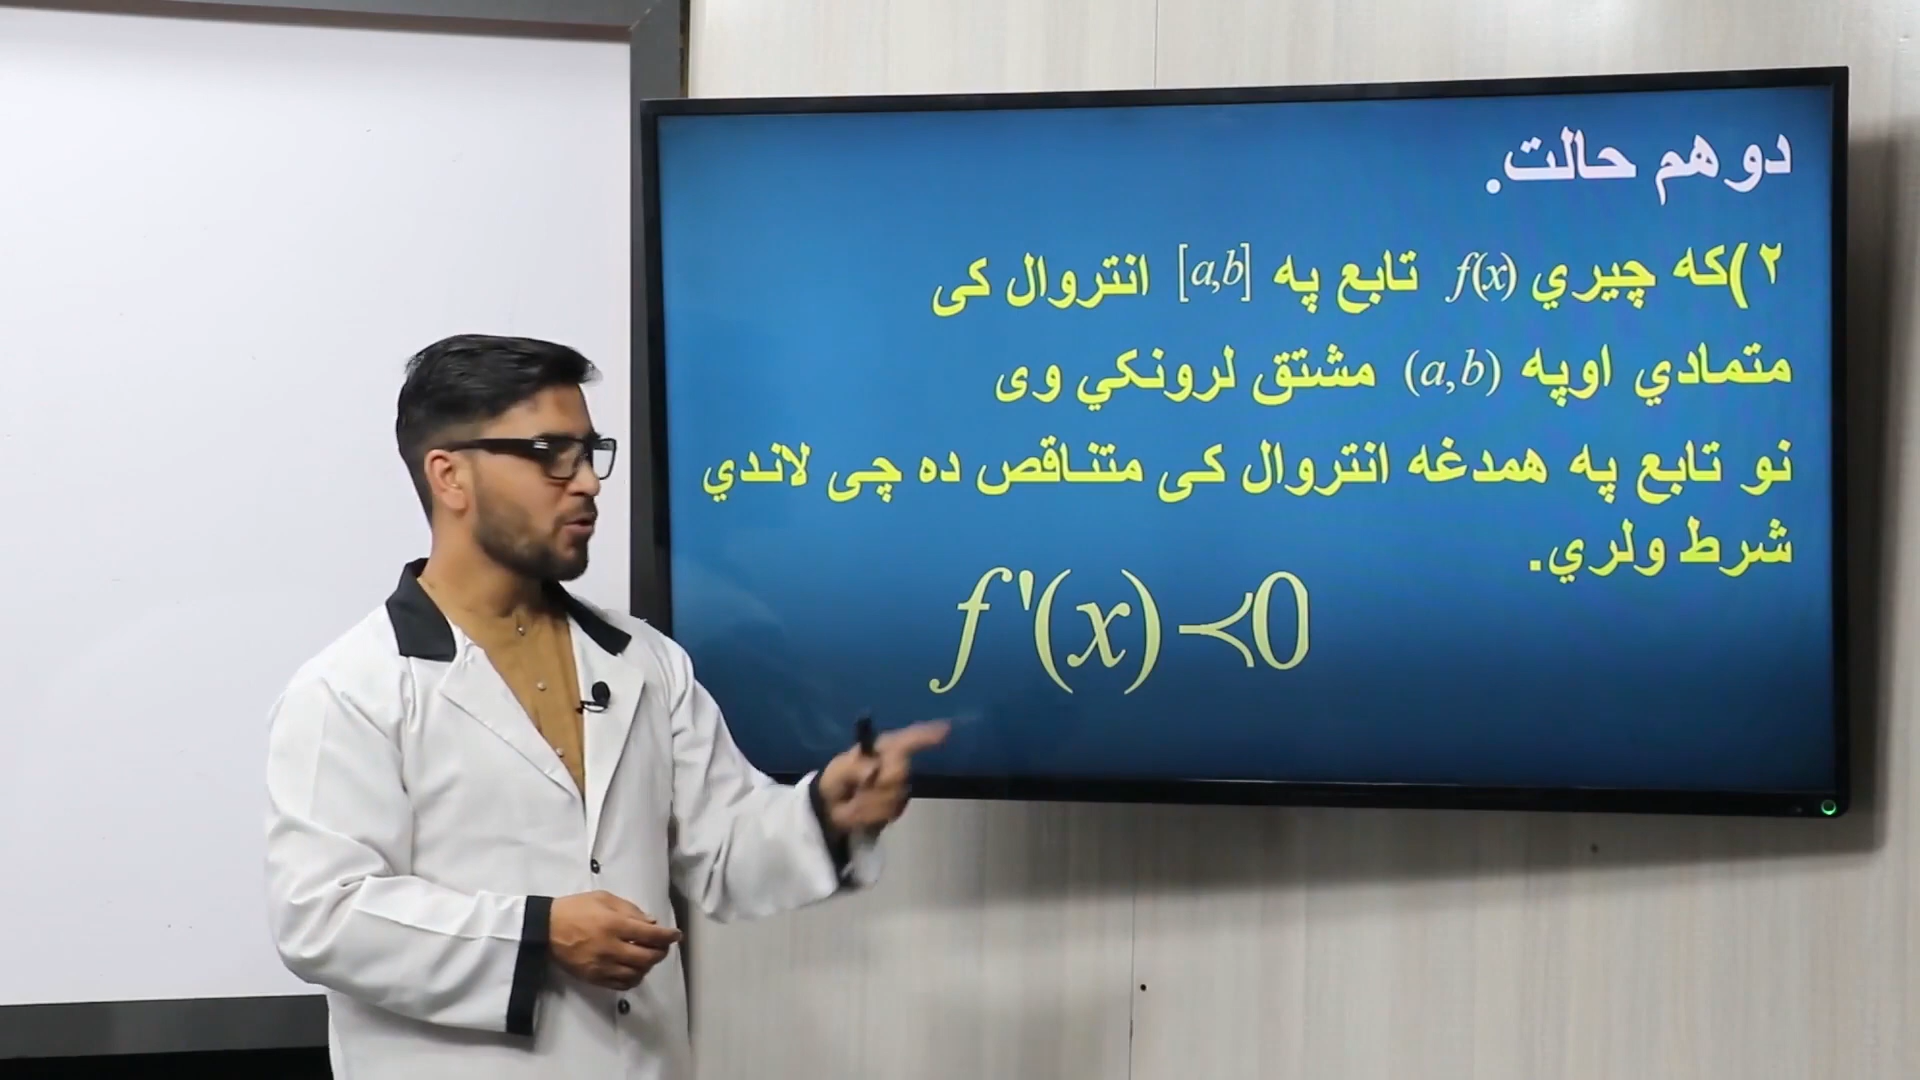 دوهم حالت.
۲)که چیري f(x) تابع په [a,b] انتروال کی
متمادي اوپه (a,b) مشتق لرونکي وی
نو تابع په همدغه انتروال کی متناقص ده چی لاندي
شرط ولري.
f'(x)≺0